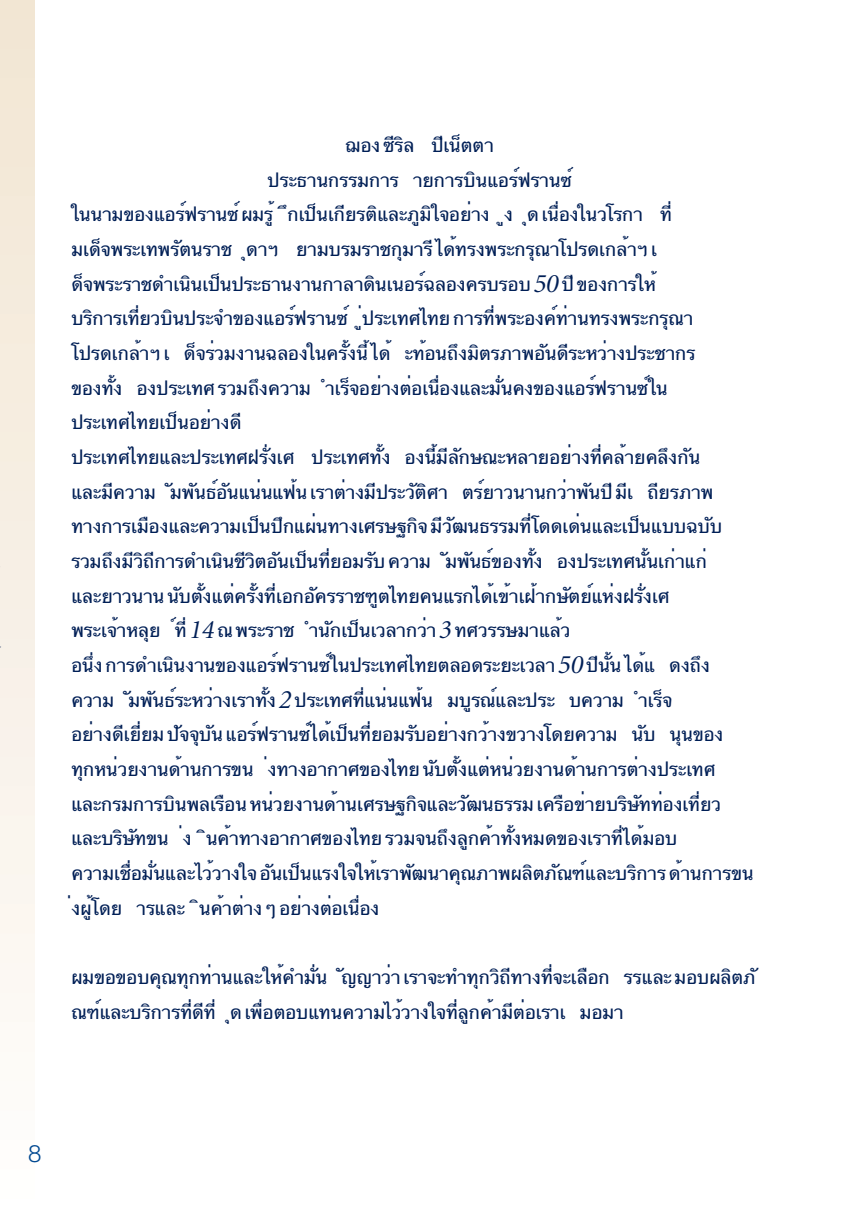 ฌอง ซีริล ปีเน็ตตา
ประธานกรรมการ ายการบินแอร์ฟรานซ์
ในนามของแอร์ฟรานซ์ ผมรู้ ึกเป็นเกียรติและภูมิใจอย่าง ูง ุด เนื่องในวโรกา ที่
มเด็จพระเทพรัตนราช ุดาฯ ยามบรมราชกุมารี ได้ทรงพระกรุณาโปรดเกล้าฯ เ
ด็จพระราชดำเนินเป็นประธานงานกาลาดินเนอร์ฉลองครบรอบ 50 ปี ของการให้
บริการเที่ยวบินประจำของแอร์ฟรานซ์ ู่ประเทศไทย การที่พระองค์ท่านทรงพระกรุณา
โปรดเกล้าฯ เ ด็จร่วมงานฉลองในครั้งนี้ ได้ ะท้อนถึงมิตรภาพอันดีระหว่างประชากร
ของทั้ง องประเทศ รวมถึงความ ำเร็จอย่างต่อเนื่องและมั่นคงของแอร์ฟรานซ์ใน
ประเทศไทยเป็นอย่างดี
ประเทศไทยและประเทศฝรั่งเศ ประเทศทั้ง องนี้มีลักษณะหลายอย่างที่คล้ายคลึงกัน
และมีความ ัมพันธ์อันแน่นแฟ้น เราต่างมีประวัติศา ตร์ยาวนานกว่าพันปี มีเ ถียรภาพ
ทางการเมืองและความเป็นปึกแผ่นทางเศรษฐกิจ มีวัฒนธรรมที่โดดเด่นและเป็นแบบฉบับ
รวมถึงมีวิถีการดำเนินชีวิตอันเป็นที่ยอมรับ ความ ัมพันธ์ของทั้ง องประเทศนั้นเก่าแก่
และยาวนาน นับตั้งแต่ครั้งที่เอกอัครราชฑูตไทยคนแรกได้เข้าเฝ้ากษัตย์แห่งฝรั่งเศ
พระเจ้าหลุย ์ ที่ 14 ณ พระราช ำนักเป็นเวลากว่า 3 ทศวรรษมาแล้ว
อนึ่ง การดำเนินงานของแอร์ฟรานซ์ในประเทศไทยตลอดระยะเวลา 50 ปีนั้น ได้แ ดงถึง
ความ ัมพันธ์ระหว่างเราทั้ง 2 ประเทศที่แน่นแฟ้น มบูรณ์และประ บความ ำเร็จ
อย่างดีเยี่ยม ปัจจุบัน แอร์ฟรานซ์ได้เป็นที่ยอมรับอย่างกว้างขวางโดยความ นับ นุนของ
ทุกหน่วยงานด้านการขน ่งทางอากาศของไทย นับตั้งแต่หน่วยงานด้านการต่างประเทศ
และกรมการบินพลเรือน หน่วยงานด้านเศรษฐกิจและวัฒนธรรม เครือข่ายบริษัทท่องเที่ยว
และบริษัทขน ่ง ินค้าทางอากาศของไทย รวมจนถึงลูกค้าทั้งหมดของเราที่ได้มอบ
ความเชื่อมั่นและไว้วางใจ อันเป็นแรงใจให้เราพัฒนาคุณภาพผลิตภัณฑ์และบริการ ด้านการขน
่งผู้โดย ารและ ินค้าต่าง ๆ อย่างต่อเนื่อง
ผมขอขอบคุณทุกท่านและให้คำมั่น ัญญาว่า เราจะทำทุกวิถีทางที่จะเลือก รรและ มอบผลิตภั
ณฑ์และบริการที่ดีที่ ุด เพื่อตอบแทนความไว้วางใจที่ลูกค้ามีต่อเราเ มอมา
8